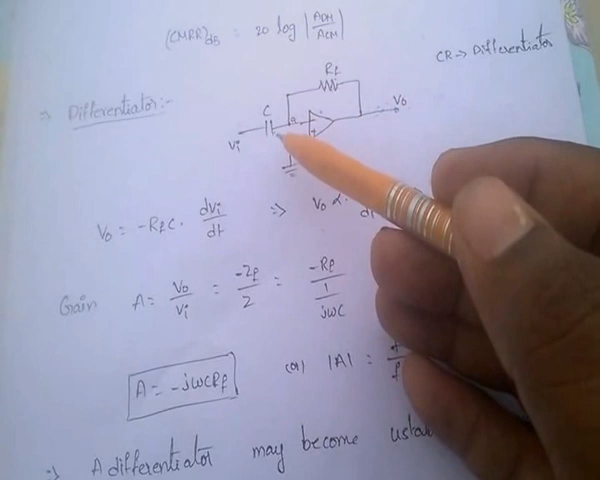 (CMRR)dB = 20 log |ADM/ACM|
CR → Differentiator
⇒ Differentiator:-
Rf
C
Vo
Vi
Vo = -RfC . dVi/dt ⇒ Vo α
Gain A = Vo/Vi = -Zf/Z = -Rf/(1/jωC)
A = -jωCRf (or) |A| = f/f
⇒ A differentiator may become